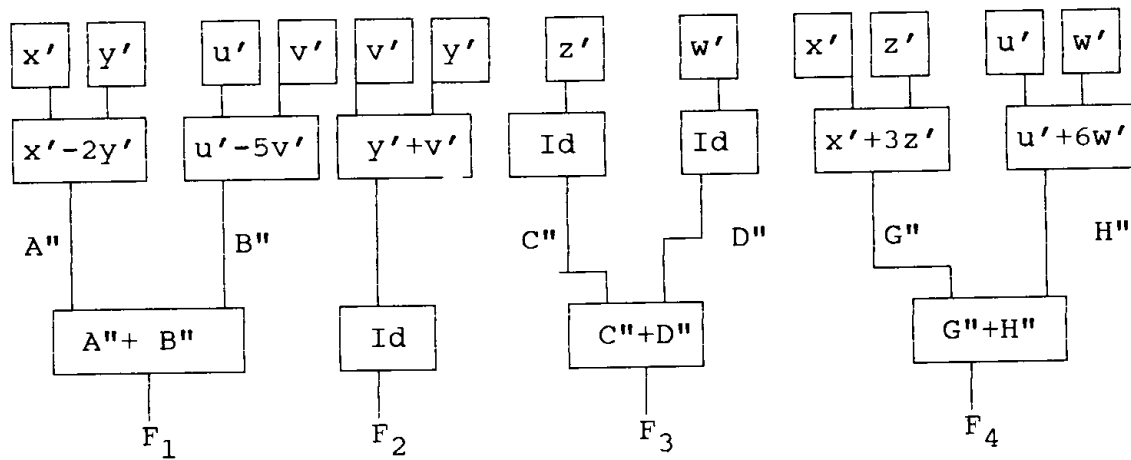 x' y' u' v' v' y' z' w' x' z' u' w'
x'-2y' u'-5v' y'+v' Id Id x'+3z' u'+6w'
A" B" C" D" G" H"
A"+ B" Id C"+D" G"+H"
F1 F2 F3 F4